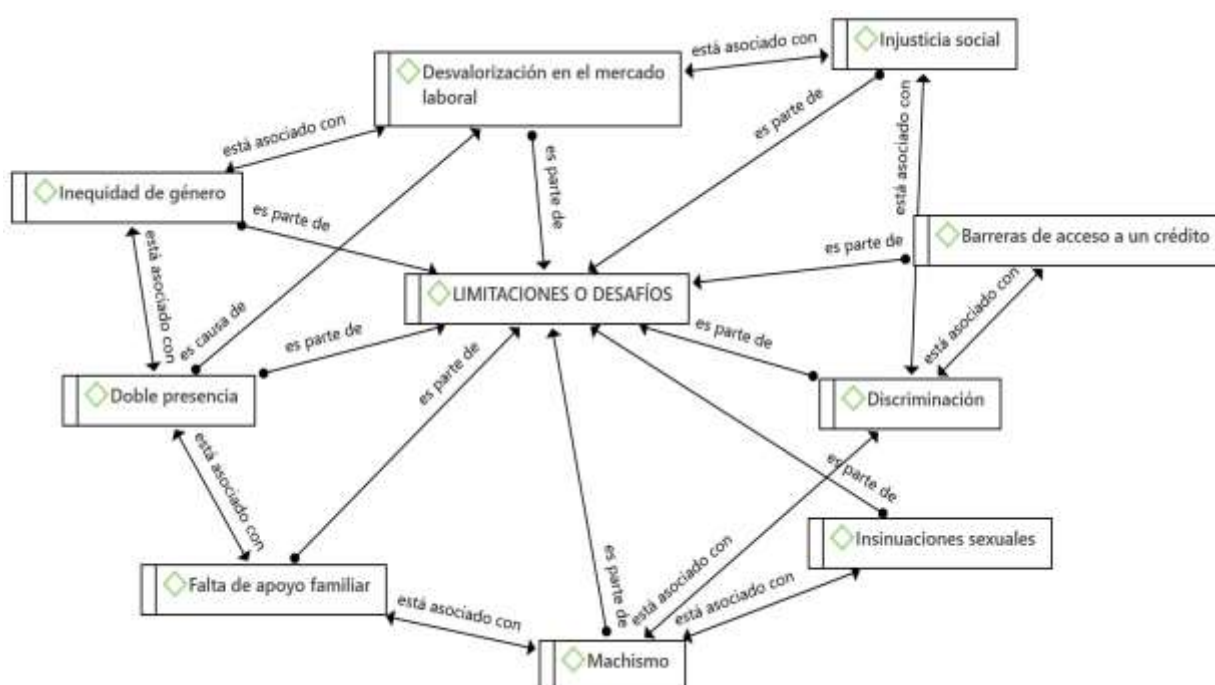 Injusticia social
está asociado con
Desvalorización en el mercado
laboral
está asociado con
es parte de
está asociado con
es parte de
Inequidad de género
es parte de
Barreras de acceso a un crédito
es parte de
está asociado con
LIMITACIONES O DESAFÍOS
está asociado con
es causa de
es parte de
es parte de
es parte de
Doble presencia
Discriminación
está asociado con
es parte de
Insinuaciones sexuales
Falta de apoyo familiar
es parte de
está asociado con
está asociado con
está asociado con
Machismo